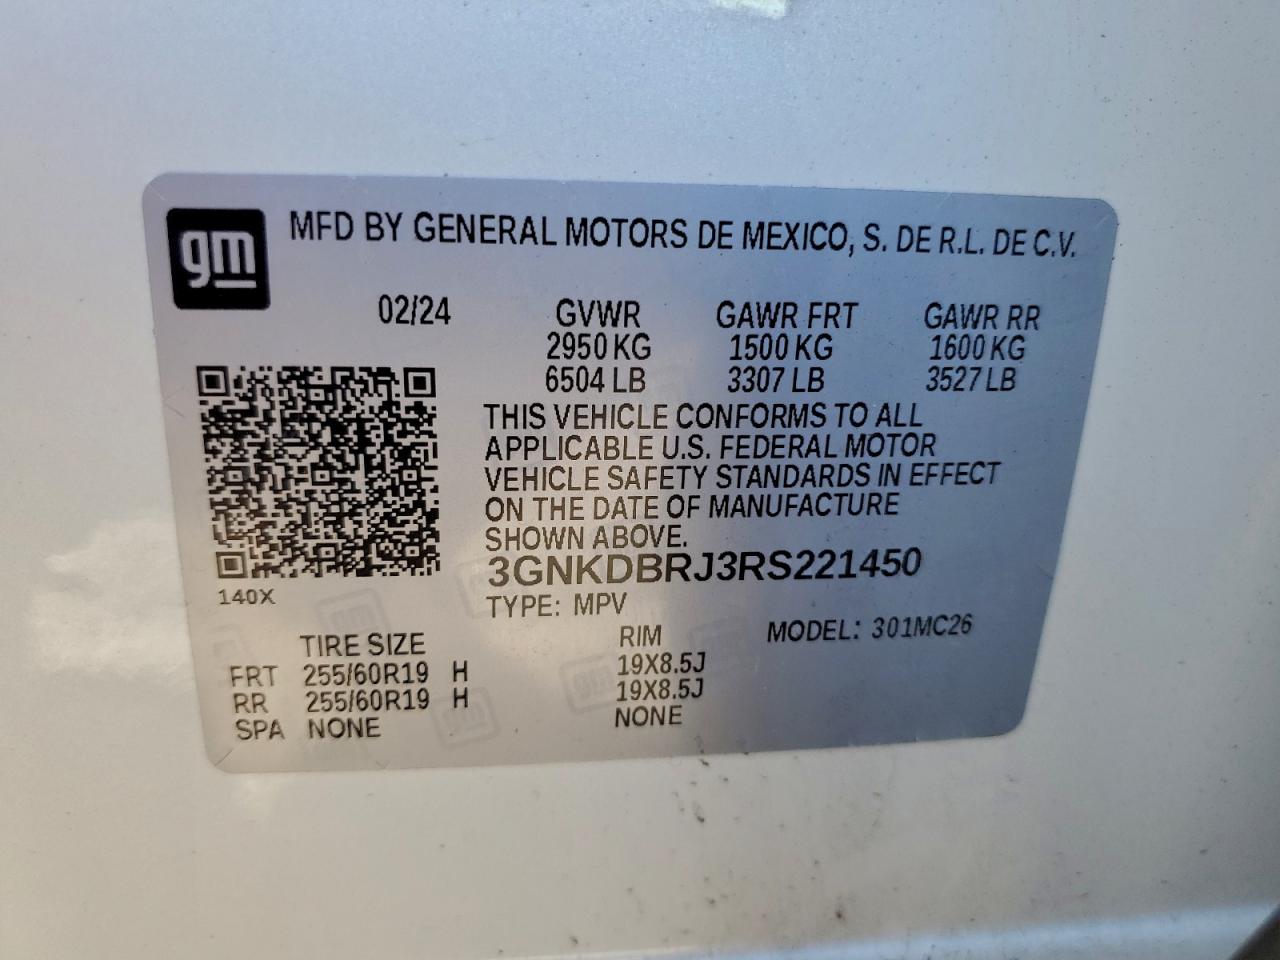 gm
MFD BY GENERAL MOTORS DE MEXICO, S. DE R.L. DE C.V.
02/24 GVWR GAWR FRT GAWR RR
2950 KG 1500 KG 1600 KG
6504 LB 3307 LB 3527 LB
THIS VEHICLE CONFORMS TO ALL
APPLICABLE U.S. FEDERAL MOTOR
VEHICLE SAFETY STANDARDS IN EFFECT
ON THE DATE OF MANUFACTURE
SHOWN ABOVE.
3GNKDBRJ3RS221450
140X
TYPE: MPV
TIRE SIZE RIM MODEL: 301MC26
FRT 255/60R19 H 19X8.5J
RR 255/60R19 H 19X8.5J
SPA NONE NONE